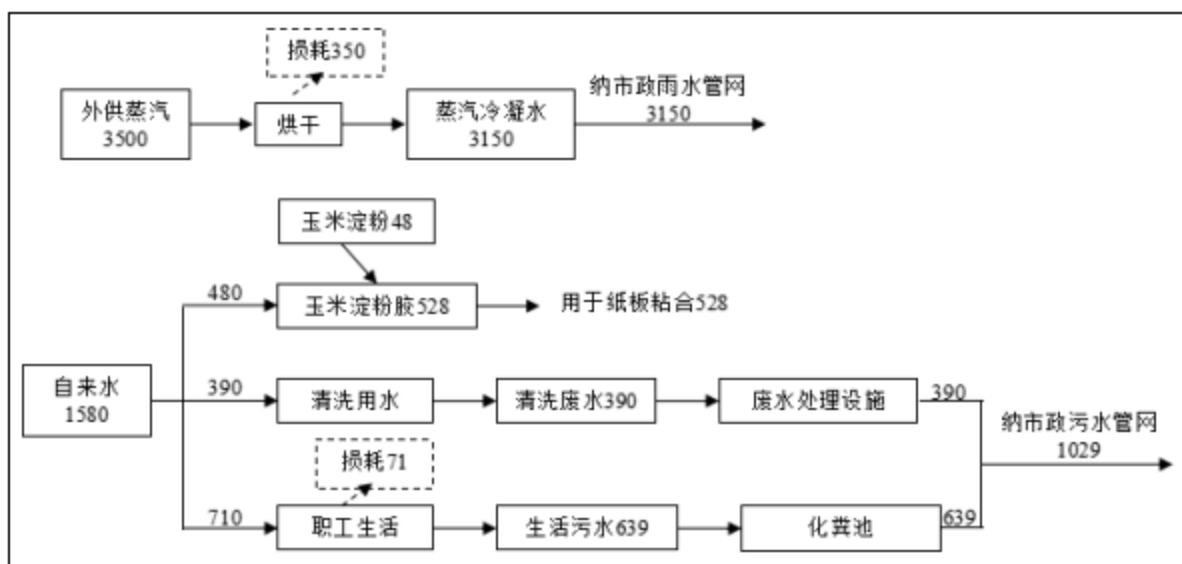 损耗350
外供蒸汽
3500
烘干
蒸汽冷凝水
3150
纳市政雨水管网
3150
玉米淀粉48
480
玉米淀粉胶528
用于纸板粘合528
自来水
1580
390
清洗用水
清洗废水390
废水处理设施
390
纳市政污水管网
1029
损耗71
710
职工生活
生活污水639
化粪池
639